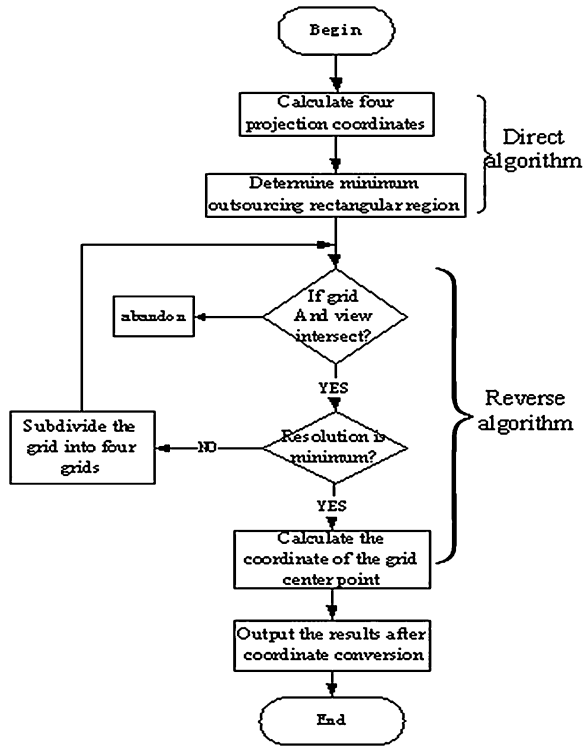 Begin
Calculate four
projection coordinates
Direct
algorithm
Determine minimum
outsourcing rectangular region
If grid
And view
intersect?
abandon
YES
Reverse
algorithm
Subdivide the
grid into four
grids
NO
Resolution is
minimum?
YES
Calculate the
coordinate of the grid
center point
Output the results after
coordinate conversion
End